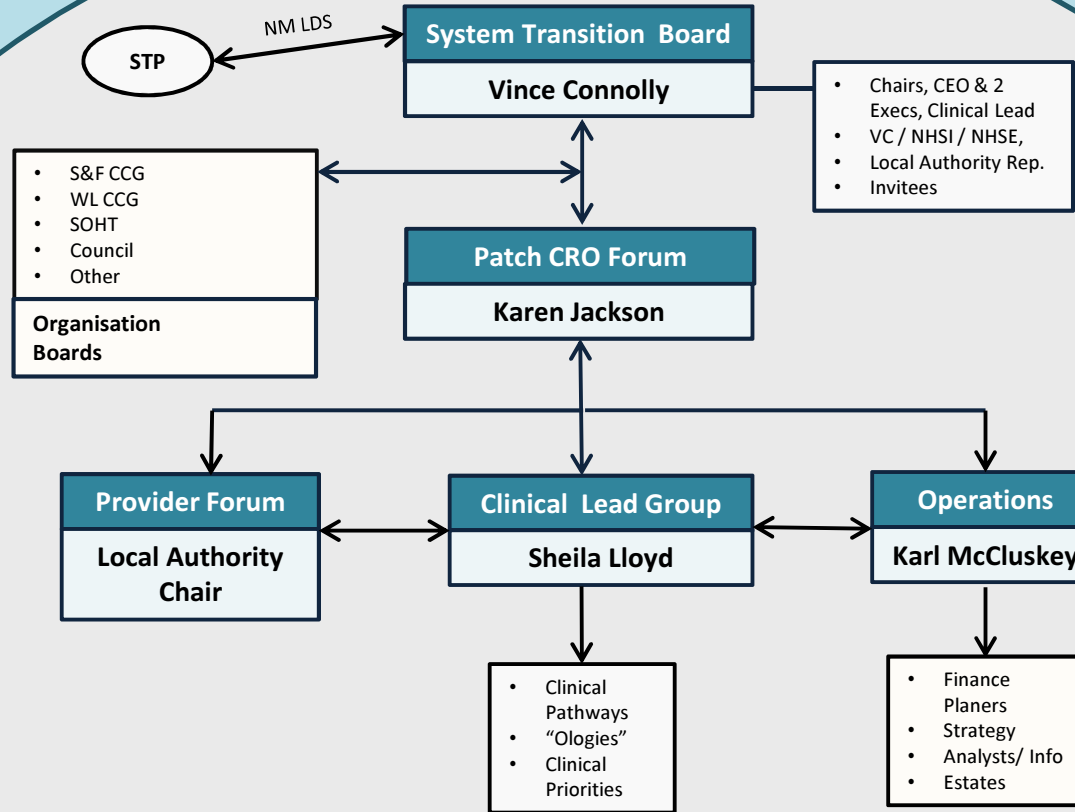 NM LDS
STP
System Transition Board
Vince Connolly
• Chairs, CEO & 2
Execs, Clinical Lead
• VC / NHSI / NHSE,
• Local Authority Rep.
• Invitees
• S&F CCG
• WL CCG
• SOHT
• Council
• Other
Organisation
Boards
Patch CRO Forum
Karen Jackson
Provider Forum
Local Authority
Chair
Clinical Lead Group
Sheila Lloyd
Operations
Karl McCluskey
• Clinical
Pathways
• “Ologies”
• Clinical
Priorities
• Finance
Planers
• Strategy
• Analysts/ Info
• Estates